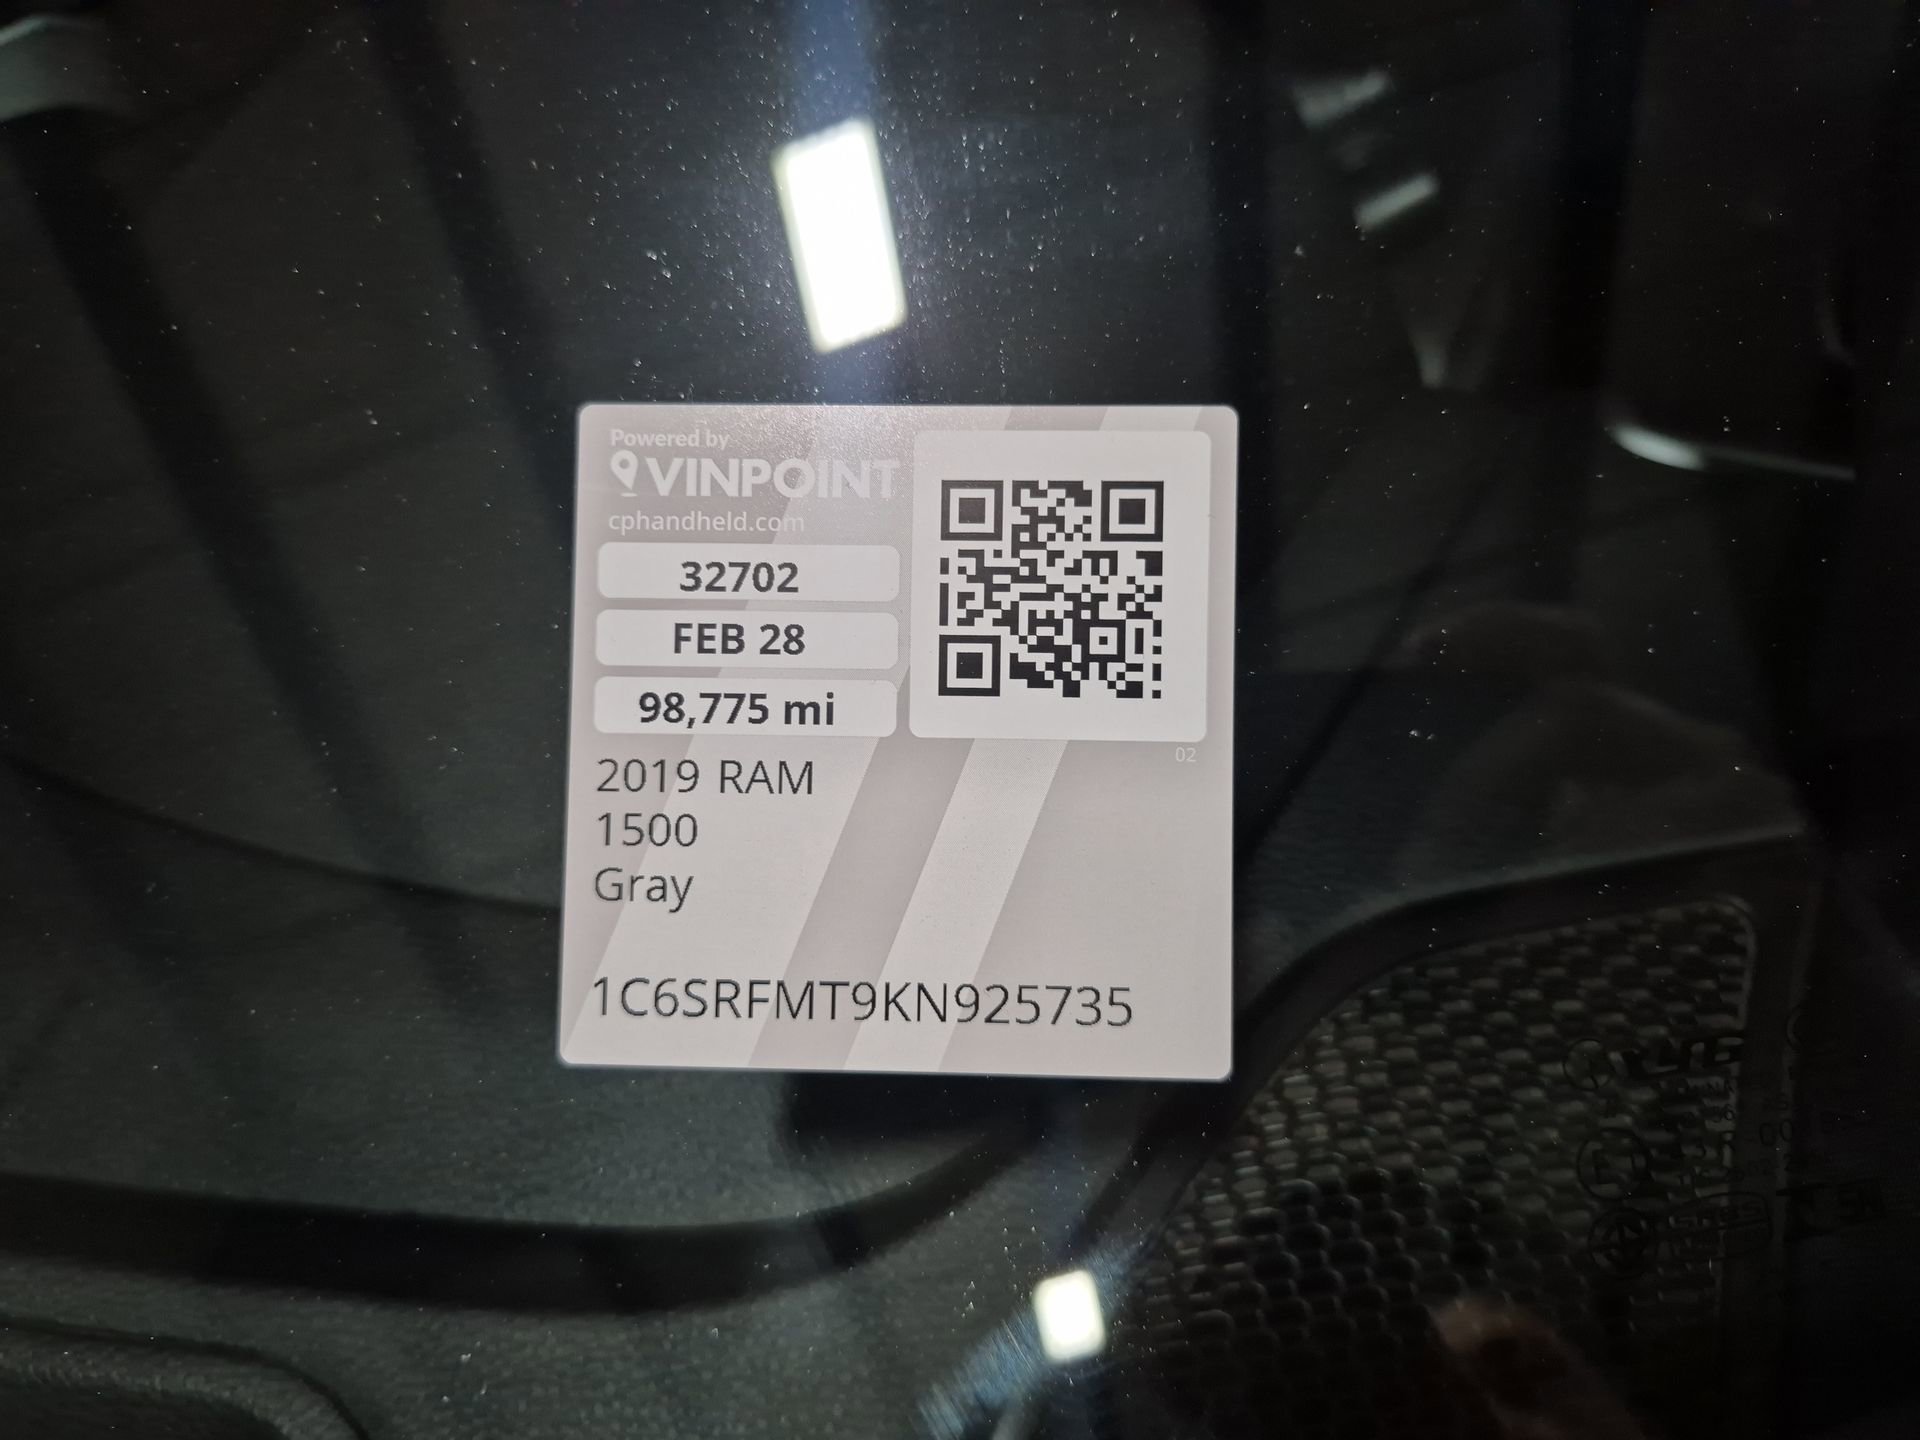 Powered by
VINPOINT
cphandheld.com
32702
FEB 28
98,775 mi
02
2019 RAM
1500
Gray
1C6SRFMT9KN925735